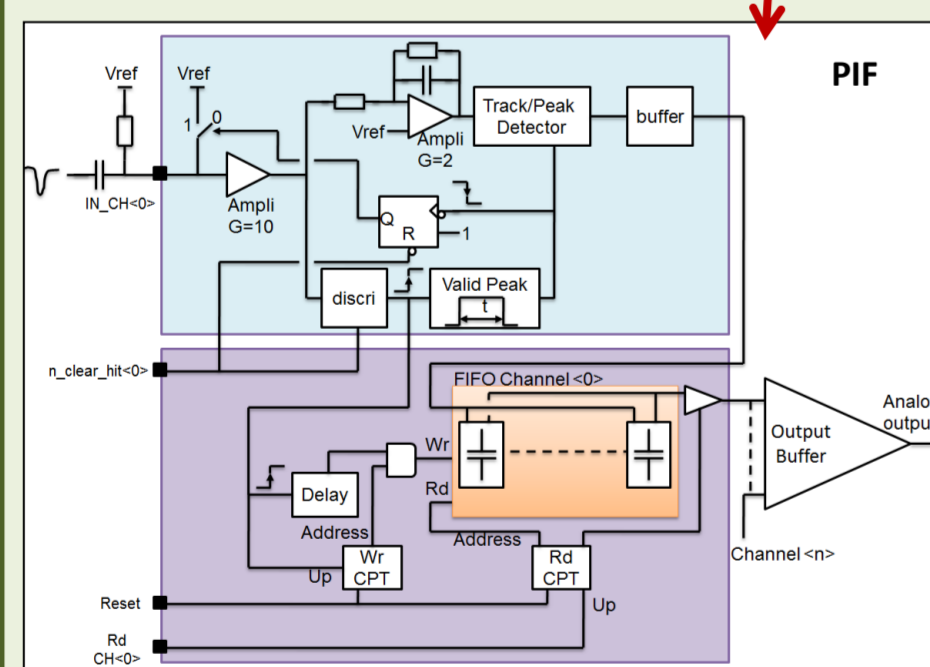 PIF
Vref
Vref
1
0
IN_CH<0>
Ampli
G=10
Vref
Ampli
G=2
Track/Peak
Detector
buffer
Q
R
1
discri
Valid Peak
t
n_clear_hit<0>
FIFO Channel <0>
Wr
Rd
Delay
Address
Address
Up
Wr
CPT
Rd
CPT
Up
Output
Buffer
Analo
outpu
Channel <n>
Reset
Rd
CH<0>